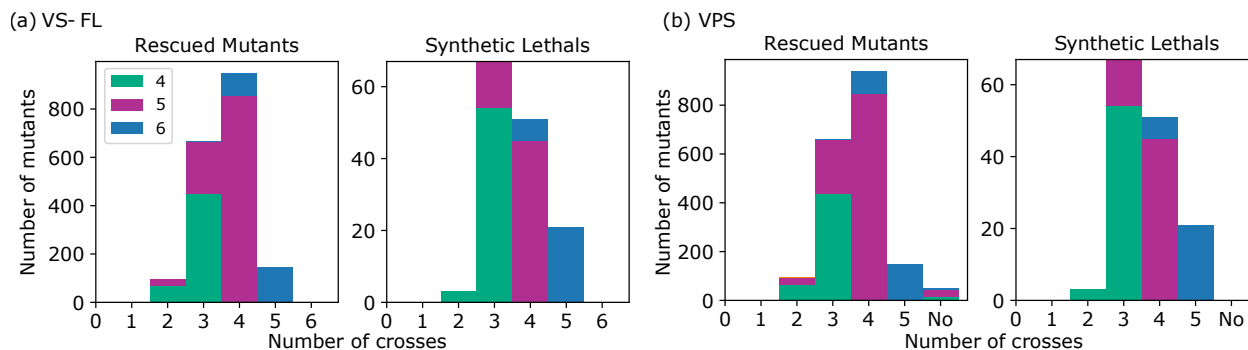 (a) VS- FL
Rescued Mutants
Number of mutants
800
600
400
200
0
4
5
6
0 1 2 3 4 5 6
Synthetic Lethals
60
40
20
0
0 1 2 3 4 5 6
Number of crosses
(b) VPS
Rescued Mutants
Number of mutants
800
600
400
200
0
0 1 2 3 4 5 No
Synthetic Lethals
60
40
20
0
0 1 2 3 4 5 No
Number of crosses